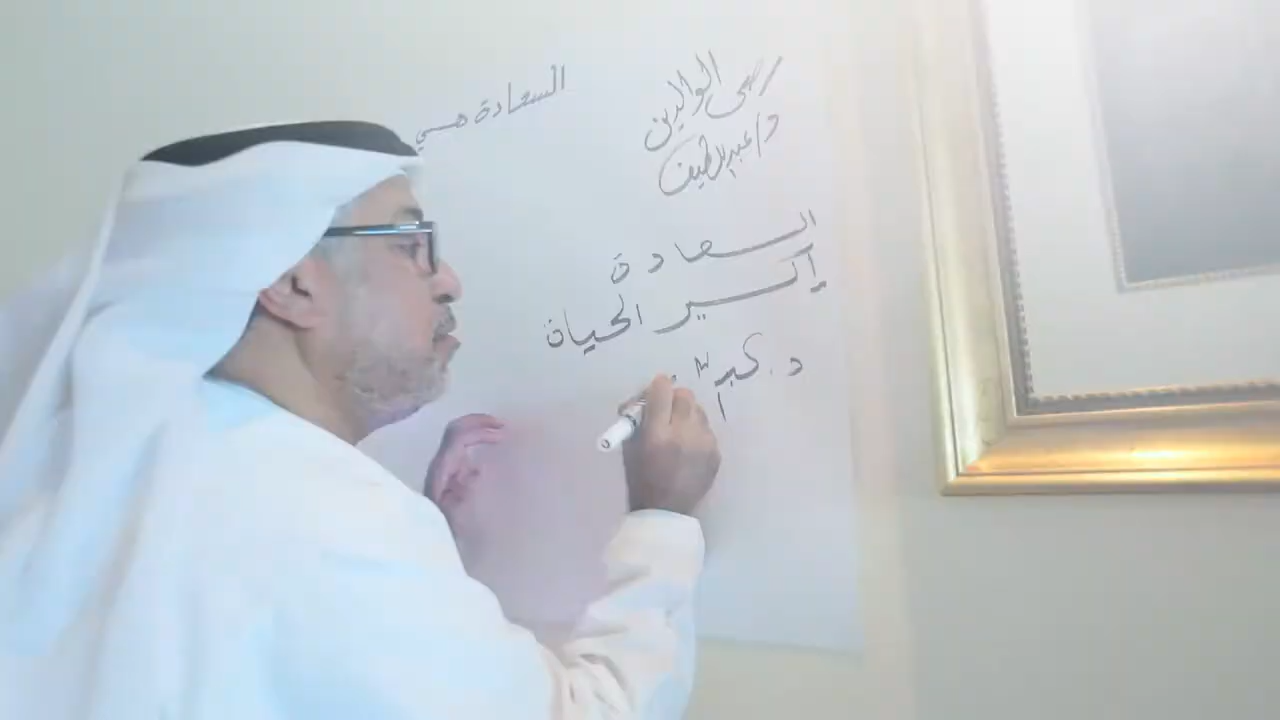 رضى الوالدين
د/عبداللطيف
السعادة هي
السعادة
إكسير الحياة
د.